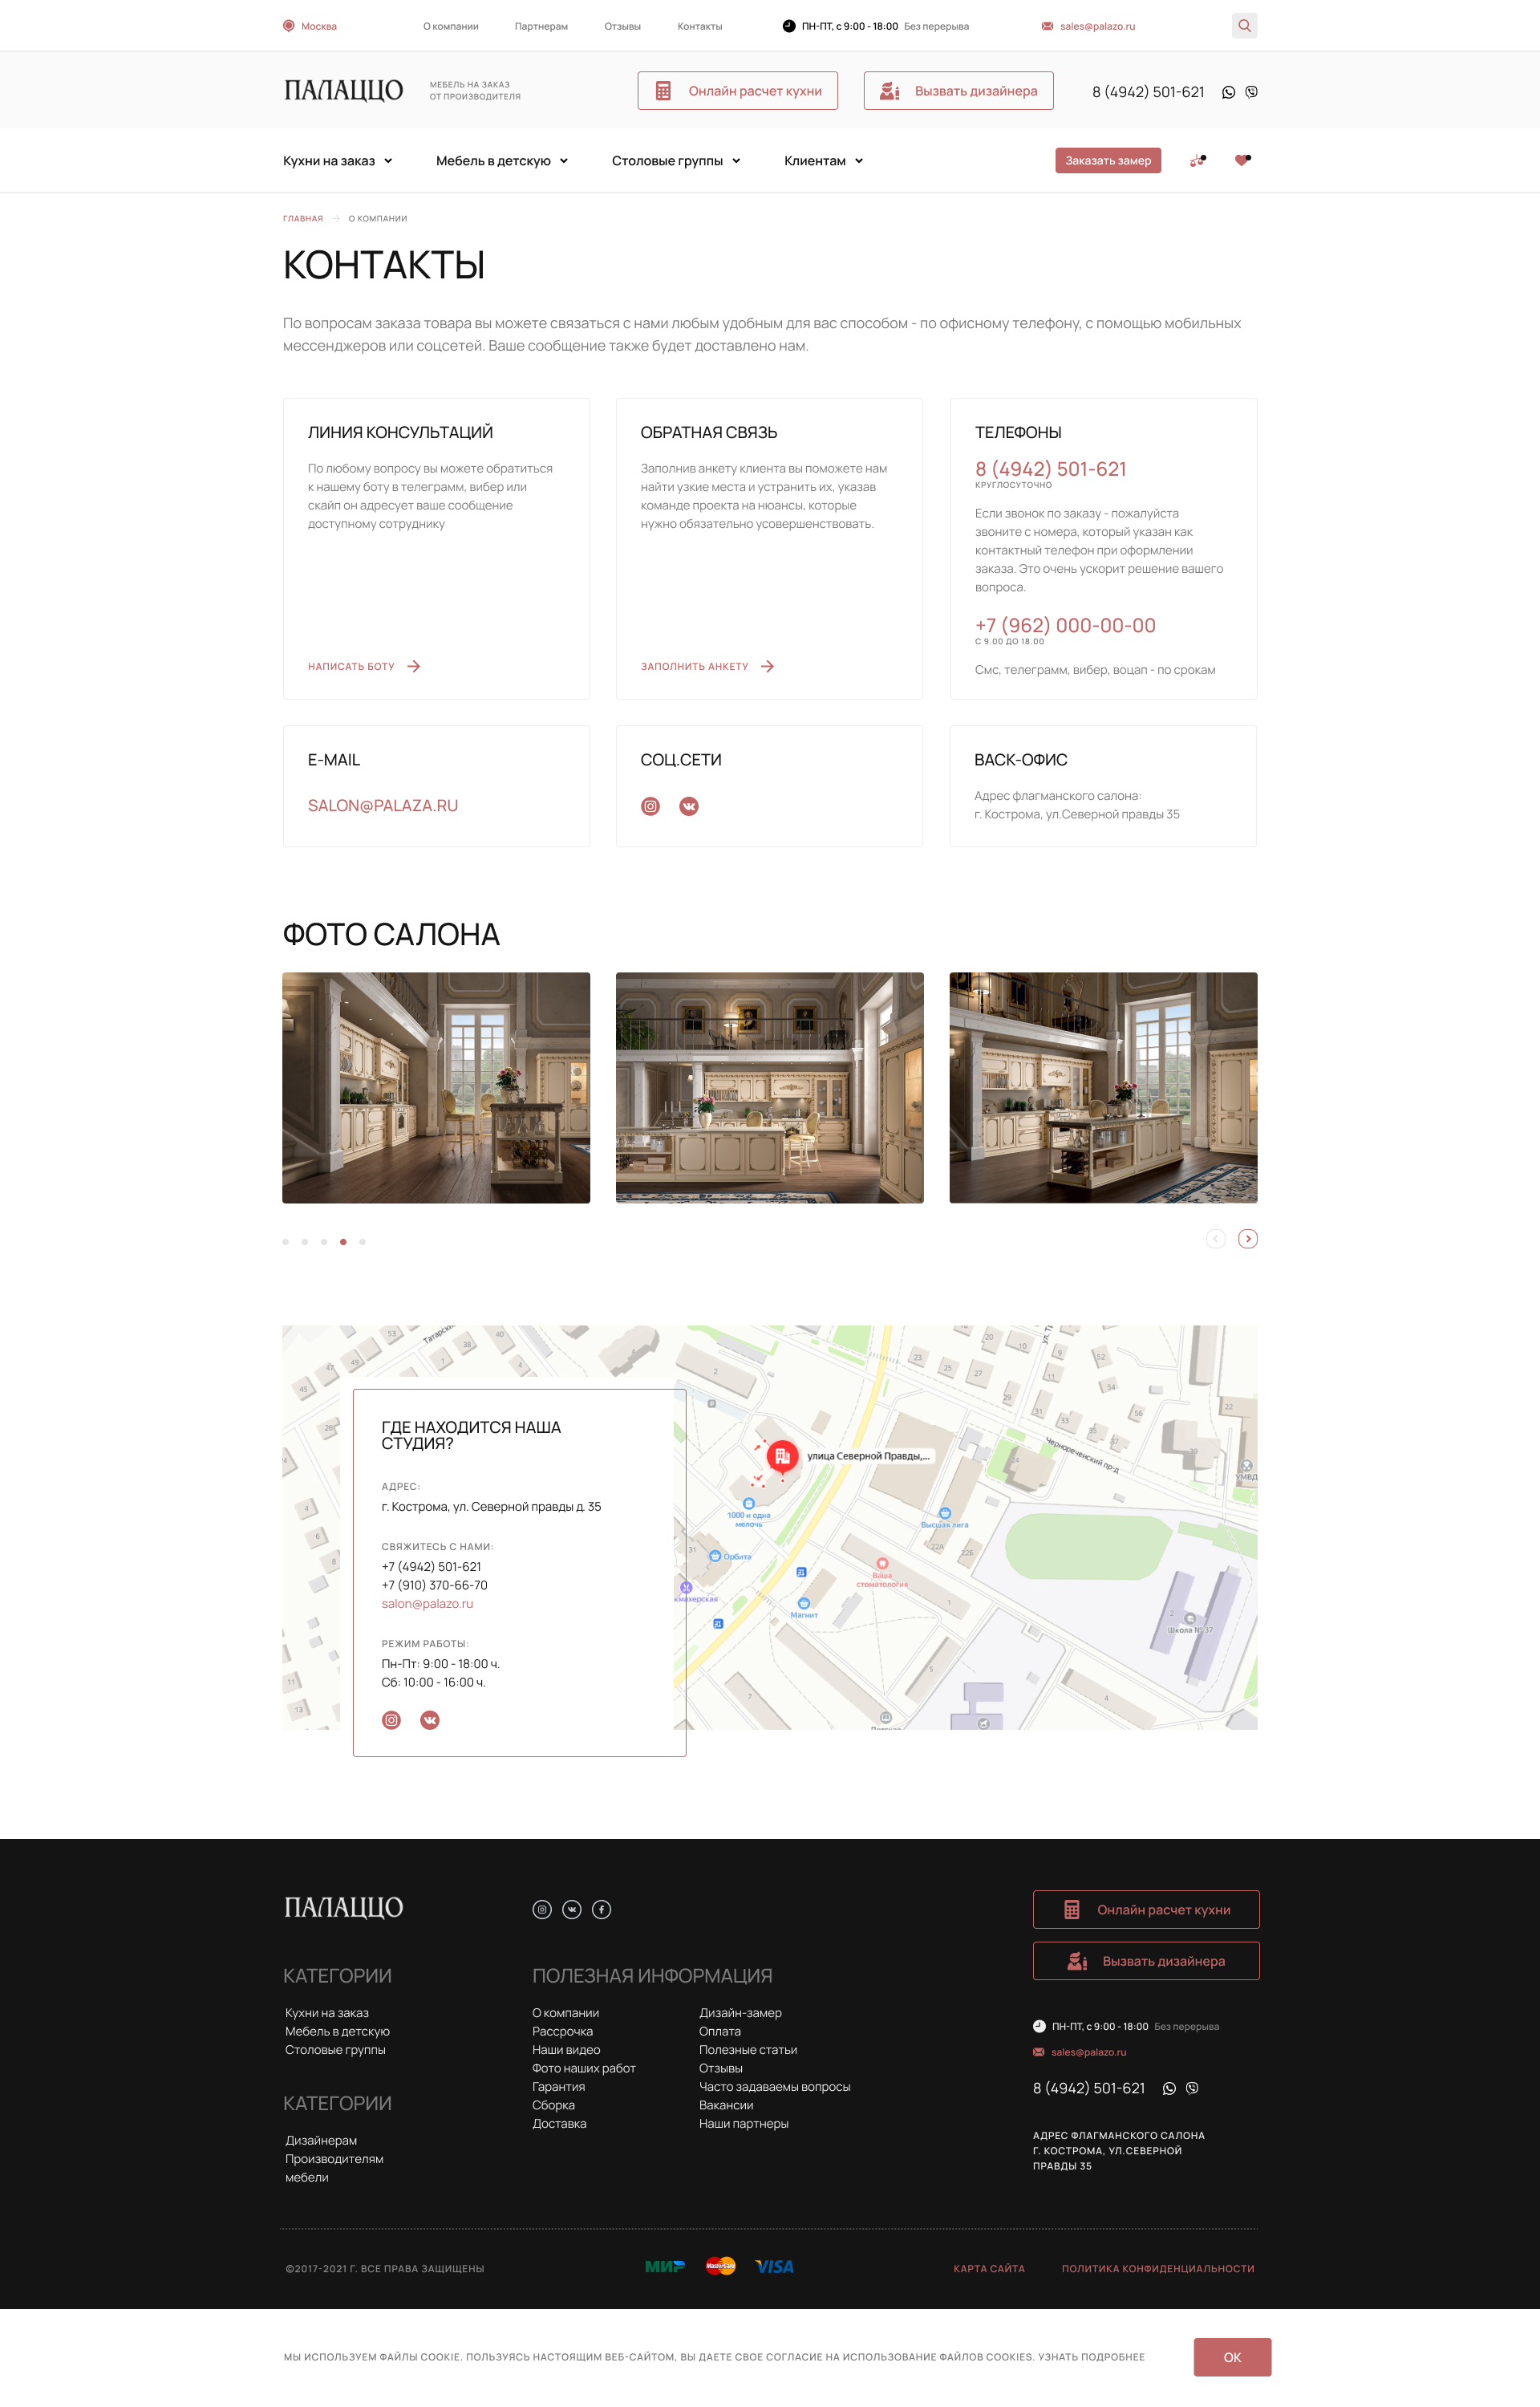 Москва
О компании
Партнерам
Отзывы
Контакты
ПН-ПТ, с 9:00 - 18:00 Без перерыва
sales@palazo.ru
ПАЛАЦЦО
МЕБЕЛЬ НА ЗАКАЗ
ОТ ПРОИЗВОДИТЕЛЯ
Онлайн расчет кухни
Вызвать дизайнера
8 (4942) 501-621
Кухни на заказ
Мебель в детскую
Столовые группы
Клиентам
Заказать замер
ГЛАВНАЯ
О КОМПАНИИ
КОНТАКТЫ
По вопросам заказа товара вы можете связаться с нами любым удобным для вас способом - по офисному телефону, с помощью мобильных
мессенджеров или соцсетей. Ваше сообщение также будет доставлено нам.
ЛИНИЯ КОНСУЛЬТАЦИЙ
По любому вопросу вы можете обратиться
к нашему боту в телеграмм, вибер или
скайп он адресует ваше сообщение
доступному сотруднику
НАПИСАТЬ БОТУ
ОБРАТНАЯ СВЯЗЬ
Заполнив анкету клиента вы поможете нам
найти узкие места и устранить их, указав
команде проекта на нюансы, которые
нужно обязательно усовершенствовать.
ЗАПОЛНИТЬ АНКЕТУ
ТЕЛЕФОНЫ
8 (4942) 501-621
КРУГЛОСУТОЧНО
Если звонок по заказу - пожалуйста
звоните с номера, который указан как
контактный телефон при оформлении
заказа. Это очень ускорит решение вашего
вопроса.
+7 (962) 000-00-00
С 9.00 ДО 18.00
Смс, телеграмм, вибер, воцап - по срокам
E-MAIL
SALON@PALAZA.RU
СОЦ.СЕТИ
ВАСК-ОФИС
Адрес флагманского салона:
г. Кострома, ул.Северной правды 35
ФОТО САЛОНА
ГДЕ НАХОДИТСЯ НАША
СТУДИЯ?
АДРЕС:
г. Кострома, ул. Северной правды д. 35
СВЯЖИТЕСЬ С НАМИ:
+7 (4942) 501-621
+7 (910) 370-66-70
salon@palazo.ru
РЕЖИМ РАБОТЫ:
Пн-Пт: 9:00 - 18:00 ч.
Сб: 10:00 - 16:00 ч.
улица Северной Правды,...
Чернореченский пр-д
УМВД
1000 и одна
мелочь
Высшая лига
22А
22Б
Орбита
31
Ваша
стоматология
Магнит
Школа № 37
ПАЛАЦЦО
КАТЕГОРИИ
Кухни на заказ
Мебель в детскую
Столовые группы
КАТЕГОРИИ
Дизайнерам
Производителям
мебели
ПОЛЕЗНАЯ ИНФОРМАЦИЯ
О компании
Рассрочка
Наши видео
Фото наших работ
Гарантия
Сборка
Доставка
Дизайн-замер
Оплата
Полезные статьи
Отзывы
Часто задаваемы вопросы
Вакансии
Наши партнеры
Онлайн расчет кухни
Вызвать дизайнера
ПН-ПТ, с 9:00 - 18:00 Без перерыва
sales@palazo.ru
8 (4942) 501-621
АДРЕС ФЛАГМАНСКОГО САЛОНА
Г. КОСТРОМА, УЛ.СЕВЕРНОЙ
ПРАВДЫ 35
©2017-2021 Г. ВСЕ ПРАВА ЗАЩИЩЕНЫ
МИР
MasterCard
VISA
КАРТА САЙТА
ПОЛИТИКА КОНФИДЕНЦИАЛЬНОСТИ
МЫ ИСПОЛЬЗУЕМ ФАЙЛЫ COOKIE. ПОЛЬЗУЯСЬ НАСТОЯЩИМ ВЕБ-САЙТОМ, ВЫ ДАЕТЕ СВОЕ СОГЛАСИЕ НА ИСПОЛЬЗОВАНИЕ ФАЙЛОВ COOKIES. УЗНАТЬ ПОДРОБНЕЕ
ОК